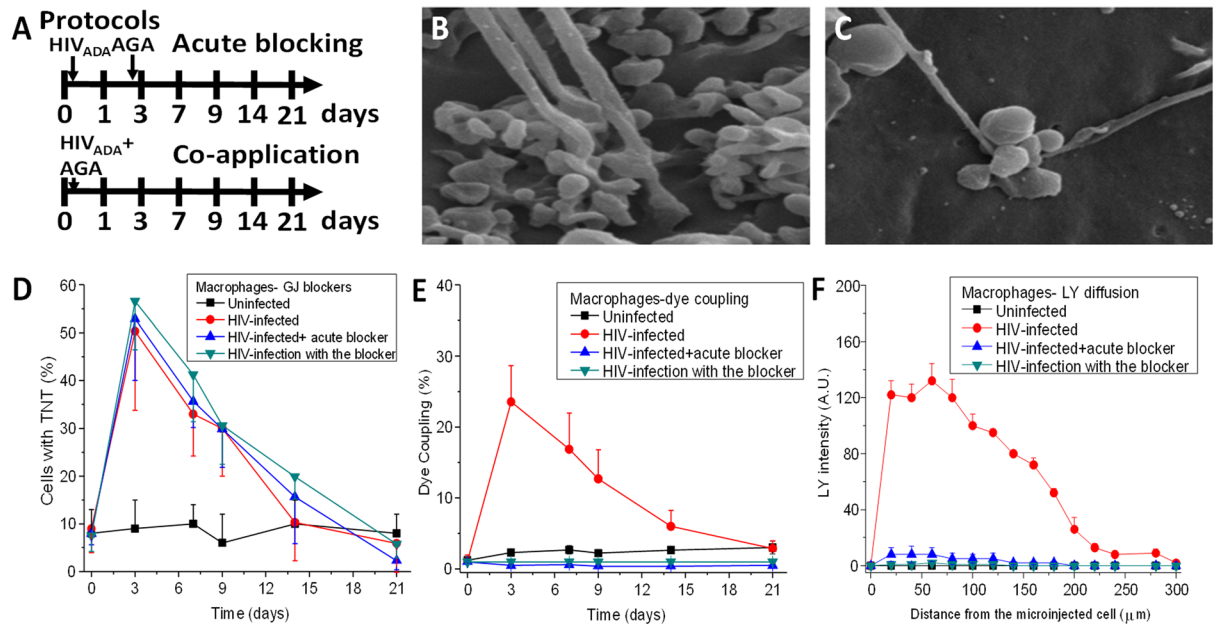 A
Protocols
HIVADAAGA Acute blocking
0 1 3 7 9 14 21 days
HIVADA+
AGA
Co-application
0 1 3 7 9 14 21 days
B
C
D
Macrophages- GJ blockers
Uninfected
HIV-infected
HIV-infected+ acute blocker
HIV-infection with the blocker
Cells with TNT (%)
60
50
40
30
20
10
0
0 3 6 9 12 15 18 21
Time (days)
E
Macrophages-dye coupling
Uninfected
HIV-infected
HIV-infected+acute blocker
HIV-infection with the blocker
Dye Coupling (%)
40
30
20
10
0
0 3 6 9 12 15 18 21
Time (days)
F
Macrophages- LY diffusion
Uninfected
HIV-infected
HIV-infected+acute blocker
HIV-infection with the blocker
LY intensity (A.U.)
200
160
120
80
40
0
0 50 100 150 200 250 300
Distance from the microinjected cell (μm)